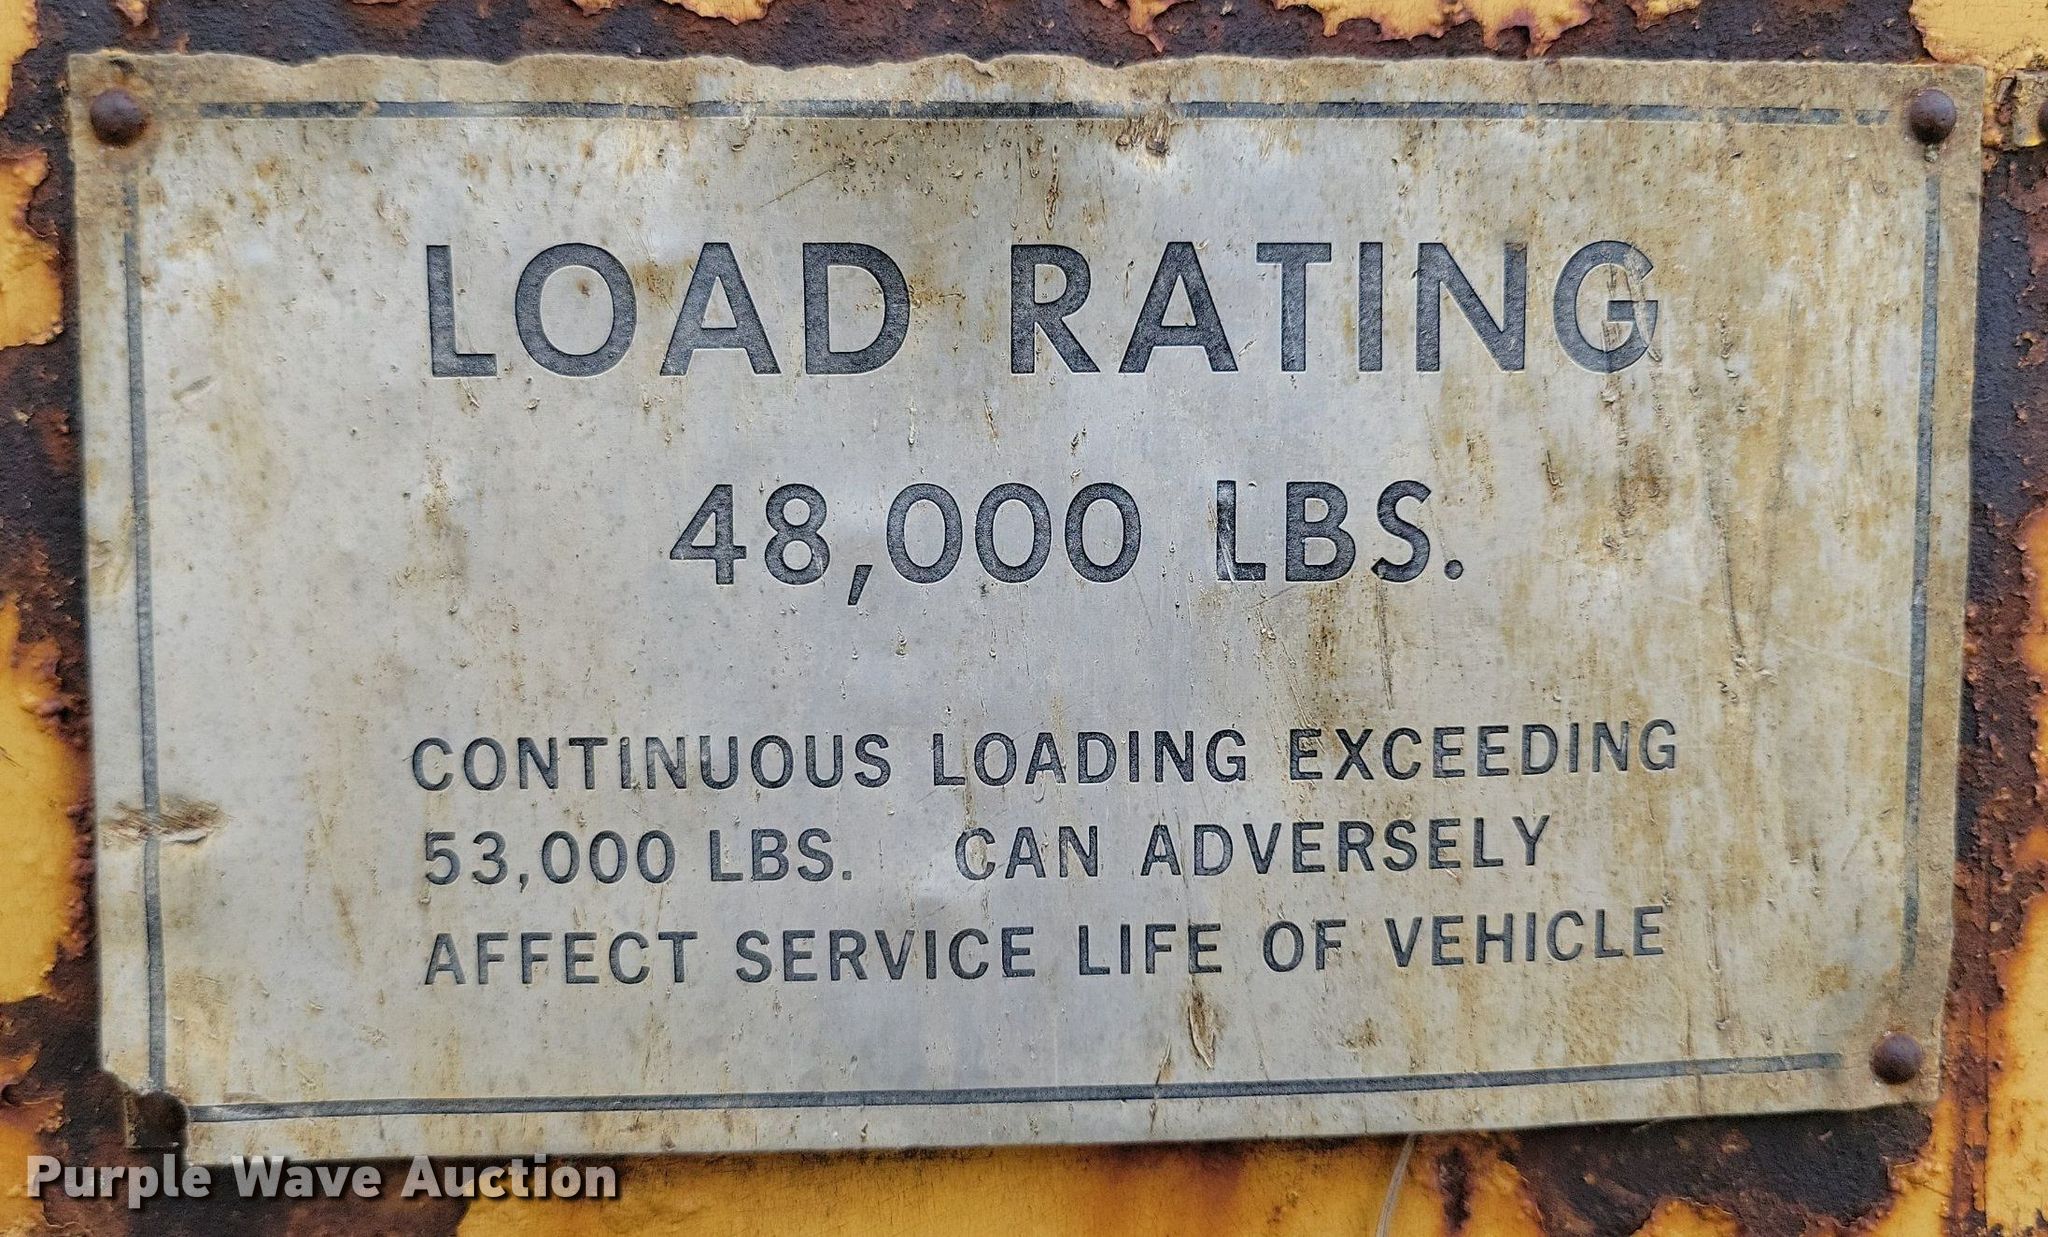 LOAD RATING
48,000 LBS.
CONTINUOUS LOADING EXCEEDING
53,000 LBS. CAN ADVERSELY
AFFECT SERVICE LIFE OF VEHICLE
Purple Wave Auction